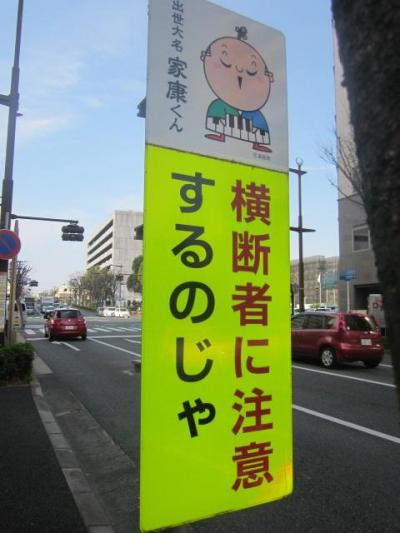 出世大名
家康くん
横断者に注意
するのじゃ